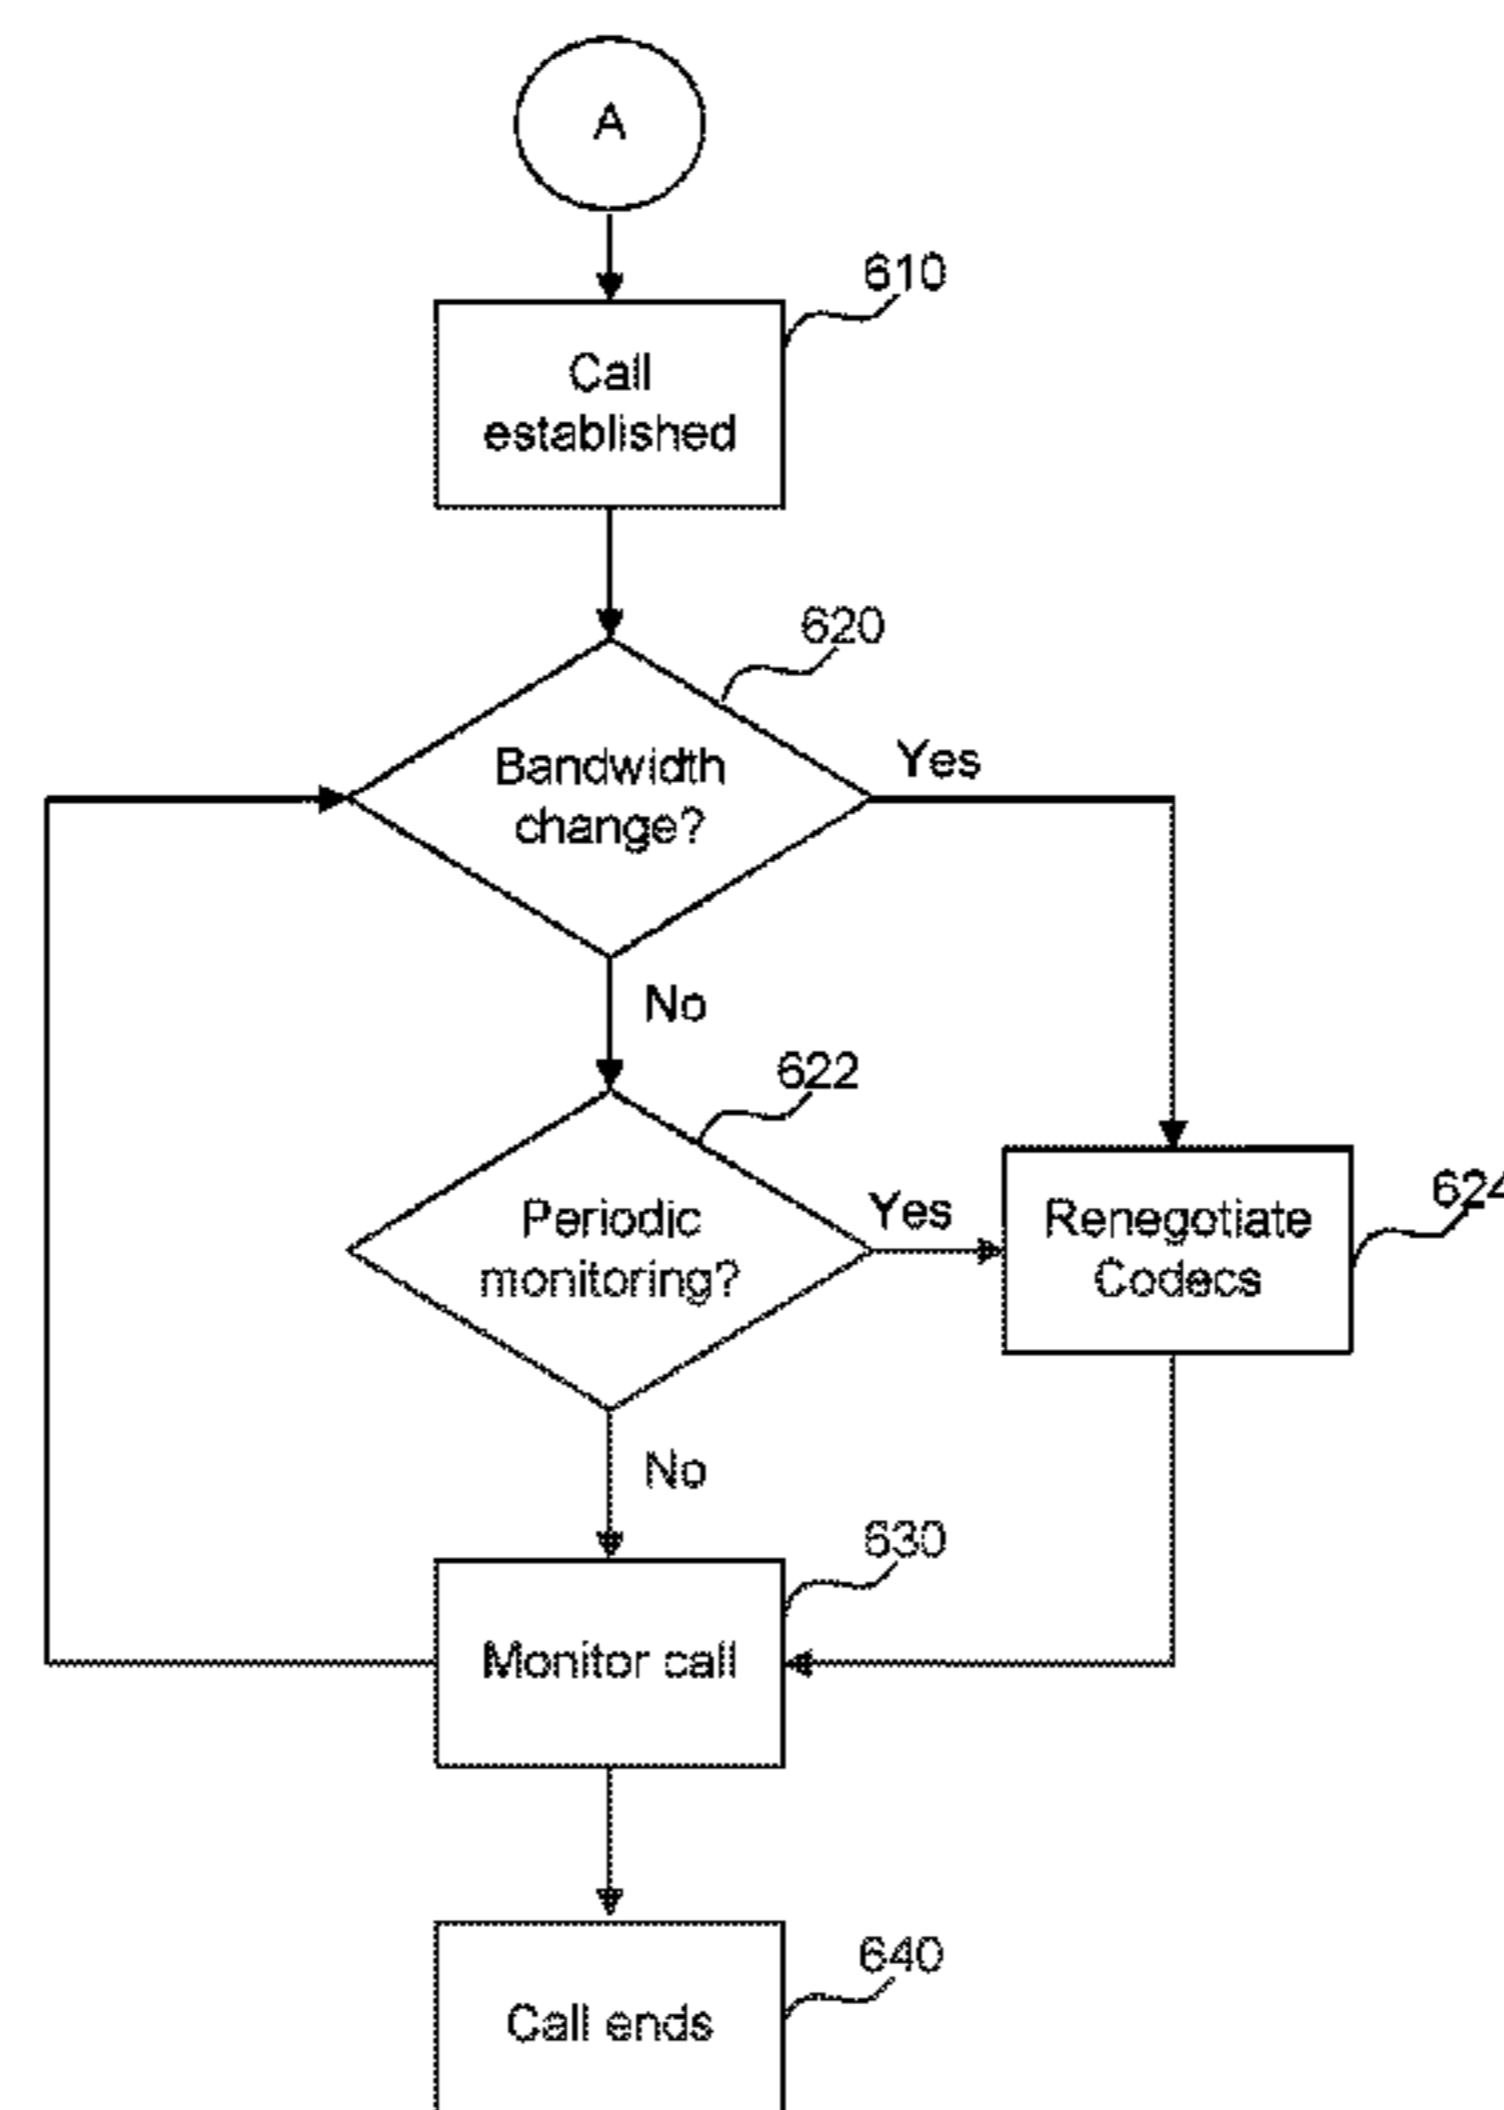 A
610
Call
established
620
Bandwidth
change?
Yes
No
622
Periodic
monitoring?
Yes
Renegotiate
Codecs
624
No
630
Monitor call
640
Call ends